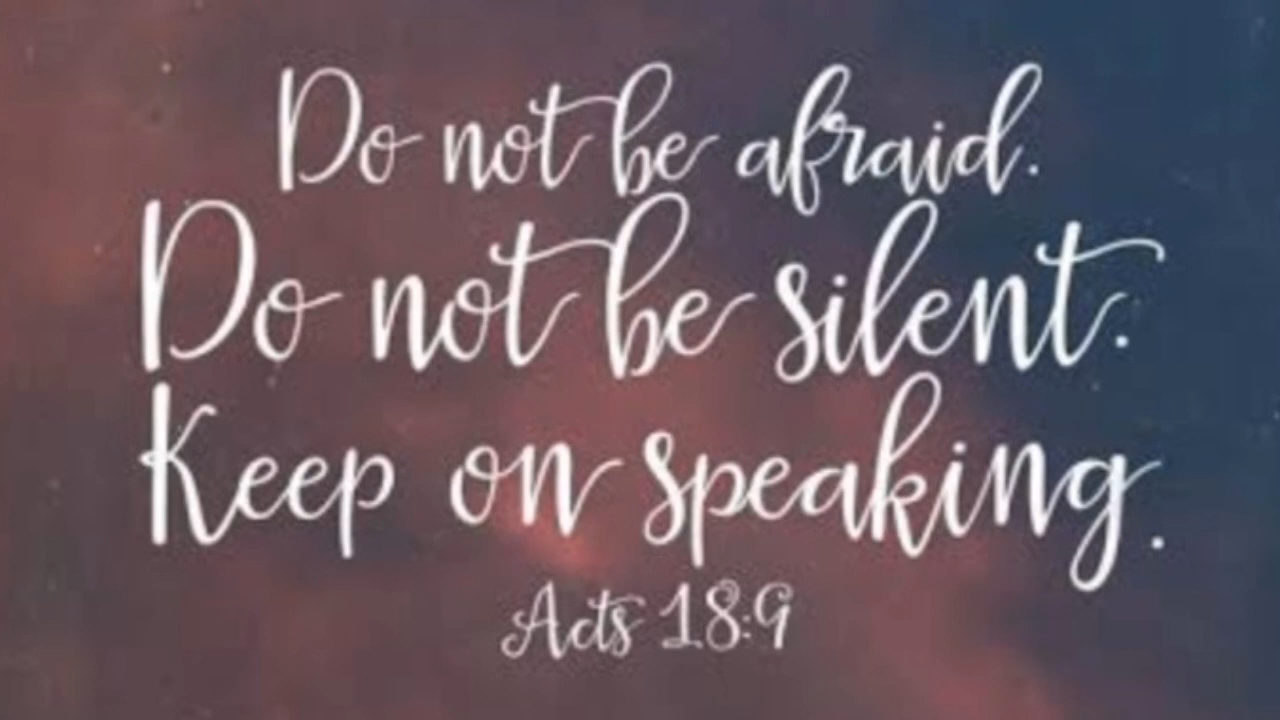 Do not be afraid.
Do not be silent.
Keep on speaking.
Acts 18:9